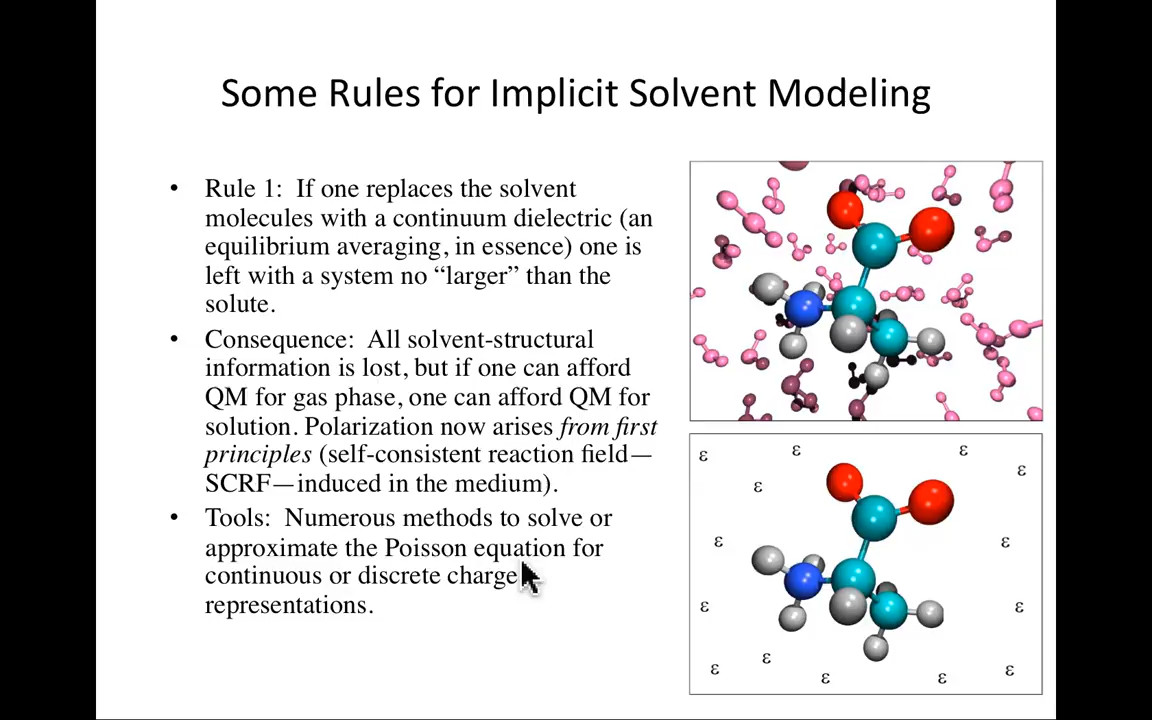 Some Rules for Implicit Solvent Modeling
• Rule 1: If one replaces the solvent
molecules with a continuum dielectric (an
equilibrium averaging, in essence) one is
left with a system no “larger” than the
solute.
• Consequence: All solvent-structural
information is lost, but if one can afford
QM for gas phase, one can afford QM for
solution. Polarization now arises from first
principles (self-consistent reaction field—
SCRF—induced in the medium).
• Tools: Numerous methods to solve or
approximate the Poisson equation for
continuous or discrete charge
representations.
ε ε ε ε
ε
ε ε
ε ε
ε ε ε ε ε